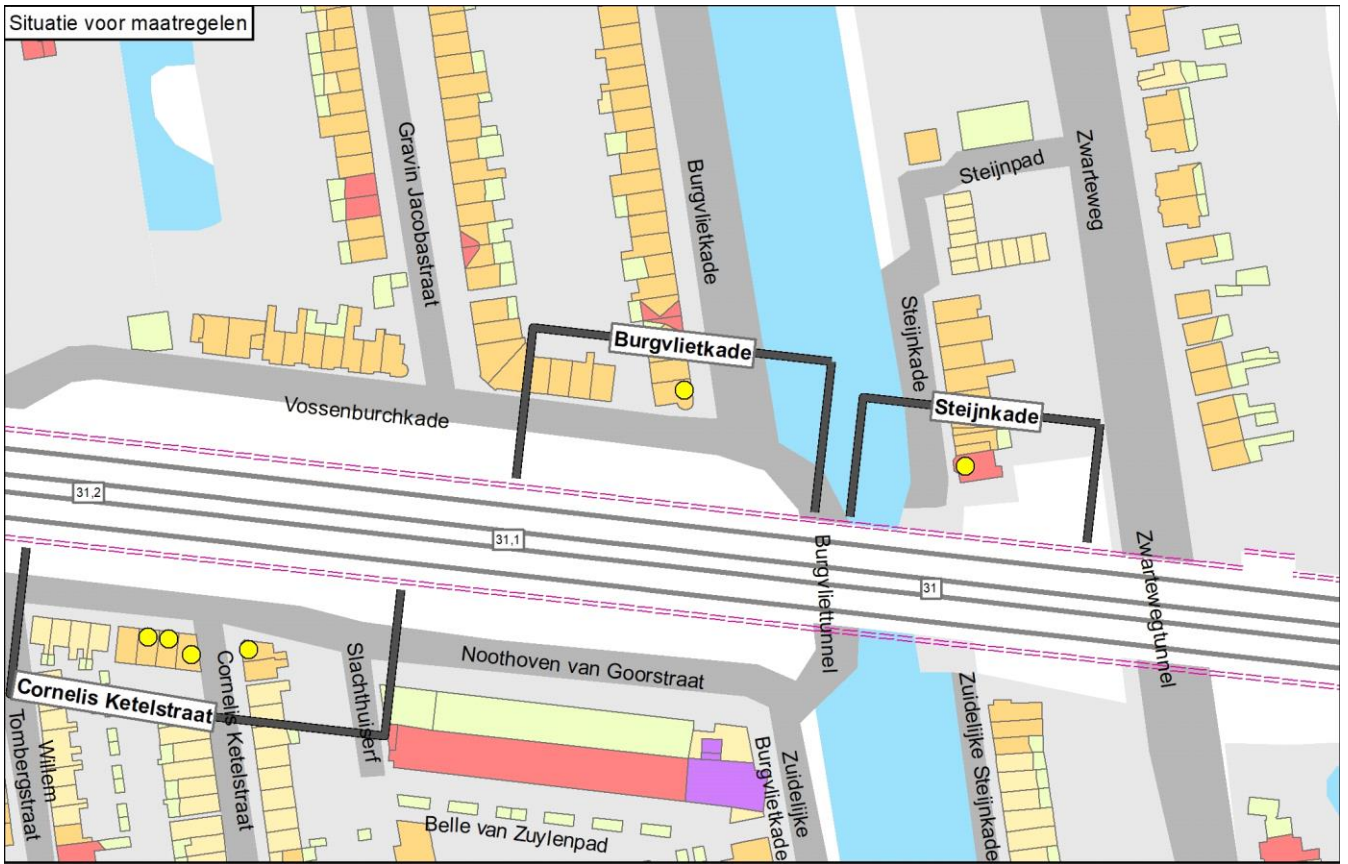 Situatie voor maatregelen
Gravin Jacobastraat
Burgvlietkade
Zwarteweg
Steijnpad
Steijnkade
Burgvlietkade
Steijnkade
Vossenburchkade
31,2
31,1
31
Burgvliettunnel
Zwartewegtunnel
Noothoven van Goorstraat
Slachthuiserf
Cornelis Ketelstraat
Cornelis Ketelstraat
Willem
Tombergstraat
Zuidelijke
Burgvlietkade
Zuidelijke Steijnkade
Belle van Zuylenpad